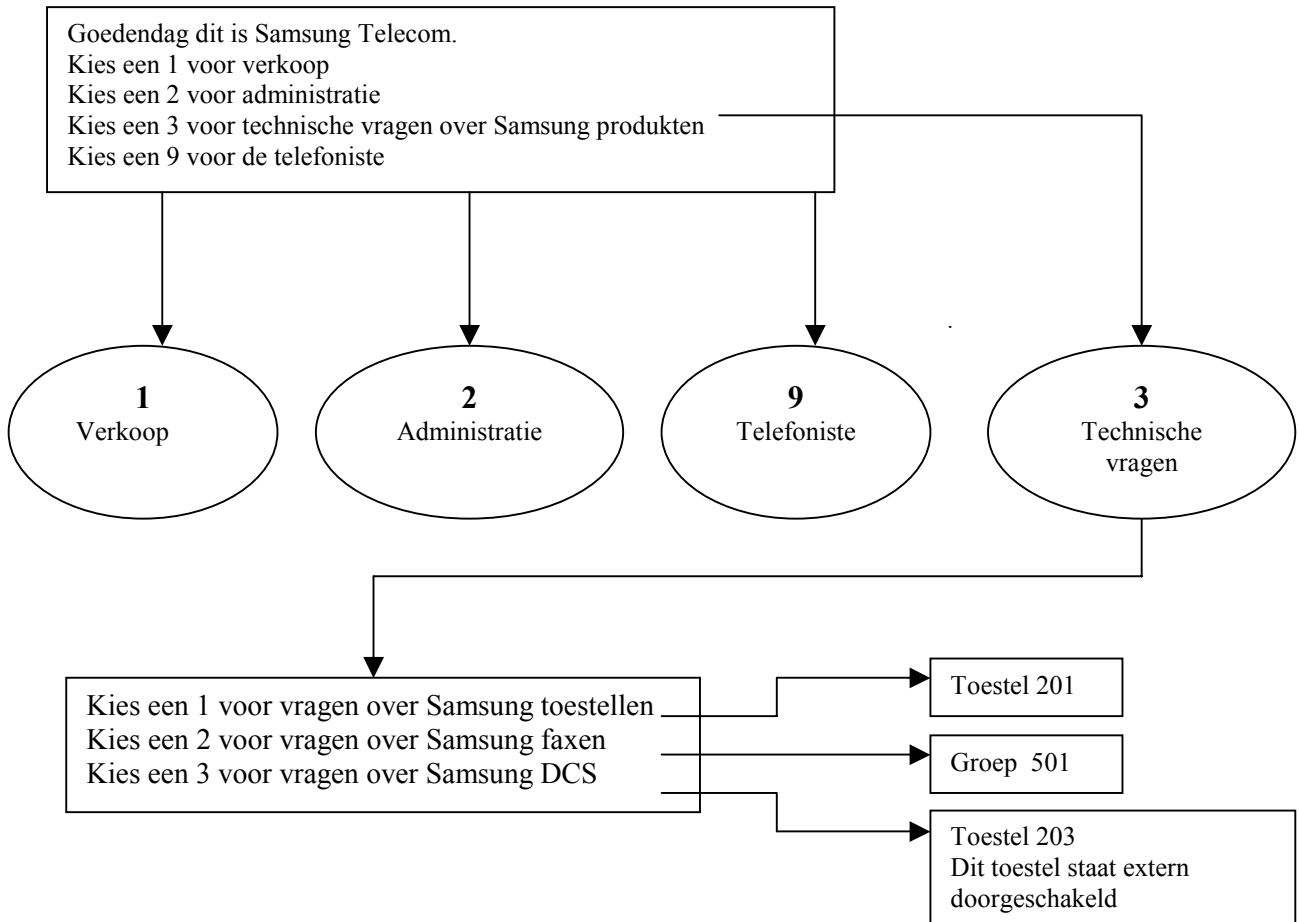 Goedendag dit is Samsung Telecom.
Kies een 1 voor verkoop
Kies een 2 voor administratie
Kies een 3 voor technische vragen over Samsung produkten
Kies een 9 voor de telefoniste
1
Verkoop
2
Administratie
9
Telefoniste
3
Technische
vragen
Kies een 1 voor vragen over Samsung toestellen
Kies een 2 voor vragen over Samsung faxen
Kies een 3 voor vragen over Samsung DCS
Toestel 201
Groep 501
Toestel 203
Dit toestel staat extern
doorgeschakeld